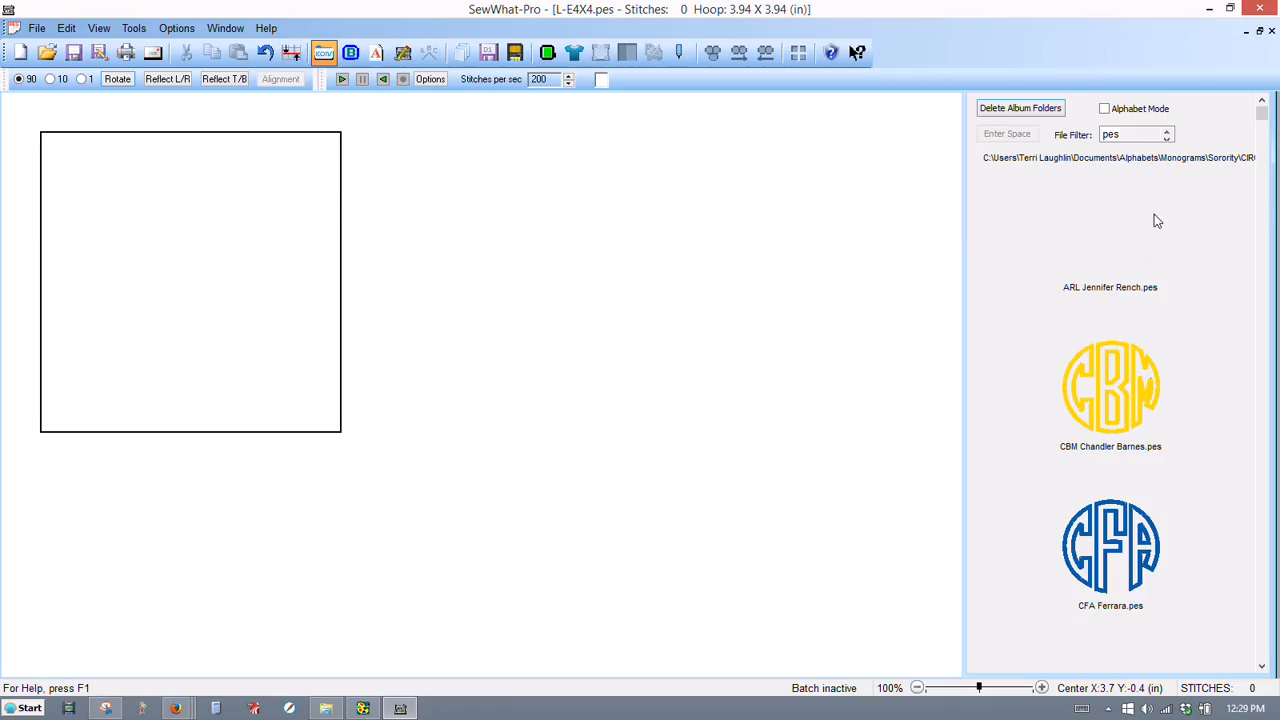 SewWhat-Pro - [L-E4X4.pes - Stitches:    0  Hoop: 3.94 X 3.94 (in)]
File Edit View Tools Options Window Help
90 10 1 Rotate Reflect L/R Reflect T/B Alignment Options Stitches per sec 200
Delete Album Folders Alphabet Mode
Enter Space File Filter: pes
C:\Users\Terri Laughlin\Documents\Alphabets\Monograms\Sorority\CIRC
ARL Jennifer Rench.pes
CBM
CBM Chandler Barnes.pes
CFA
CFA Ferrara.pes
For Help, press F1 Batch inactive 100% Center X:3.7 Y:-0.4 (in) STITCHES: 0
Start 12:29 PM